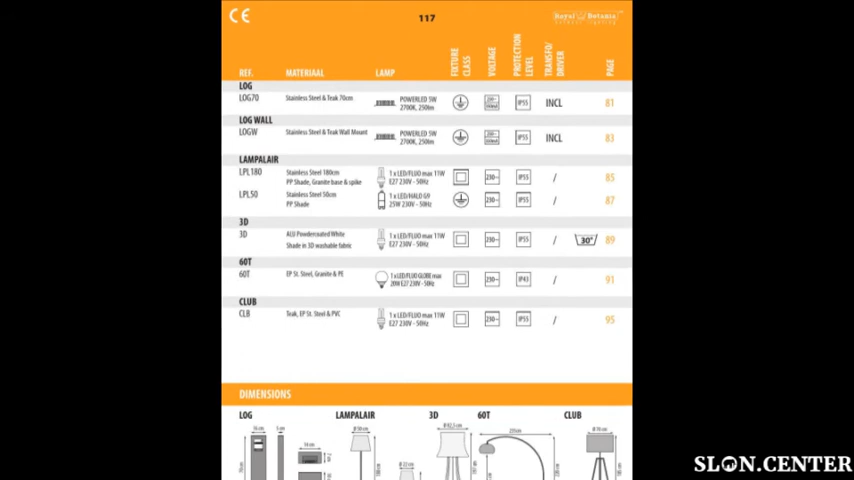 CE
117
Royal Botania
REF. MATERIAAL LAMP FIXTURE CLASS VOLTAGE PROTECTION LEVEL TRANSFO/ DRIVER PAGE
LOG
LOG70 Stainless Steel & Teak 70cm POWERLED 5W 2700K, 250lm IP55 INCL 81
LOG WALL
LOGW Stainless Steel & Teak Wall Mount POWERLED 5W 2700K, 250lm IP55 INCL 83
LAMPALAIR
LPL180 Stainless Steel 180cm 1 x LED/FLUO max 11W 230~ IP55 / 85
PP Shade, Granite base & spike E27 230V - 50Hz
LPL50 Stainless Steel 50cm 1 x LED/HALO G9 230~ IP55 / 87
PP Shade 25W 230V - 50Hz
3D
3D ALU Powdercoated White 1 x LED/FLUO max 11W 230~ IP55 / 30° 89
Shade in 3D washable fabric E27 230V - 50Hz
60T
60T EP St. Steel, Granite & PE 1 x LED/FLUO GLOBE max 20W E27 230V - 50Hz 230~ IP43 / 91
CLUB
CLB Teak, EP St. Steel & PVC 1 x LED/FLUO max 11W E27 230V - 50Hz 230~ IP55 / 95
DIMENSIONS
LOG LAMPALAIR 3D 60T CLUB
SLON.CENTER